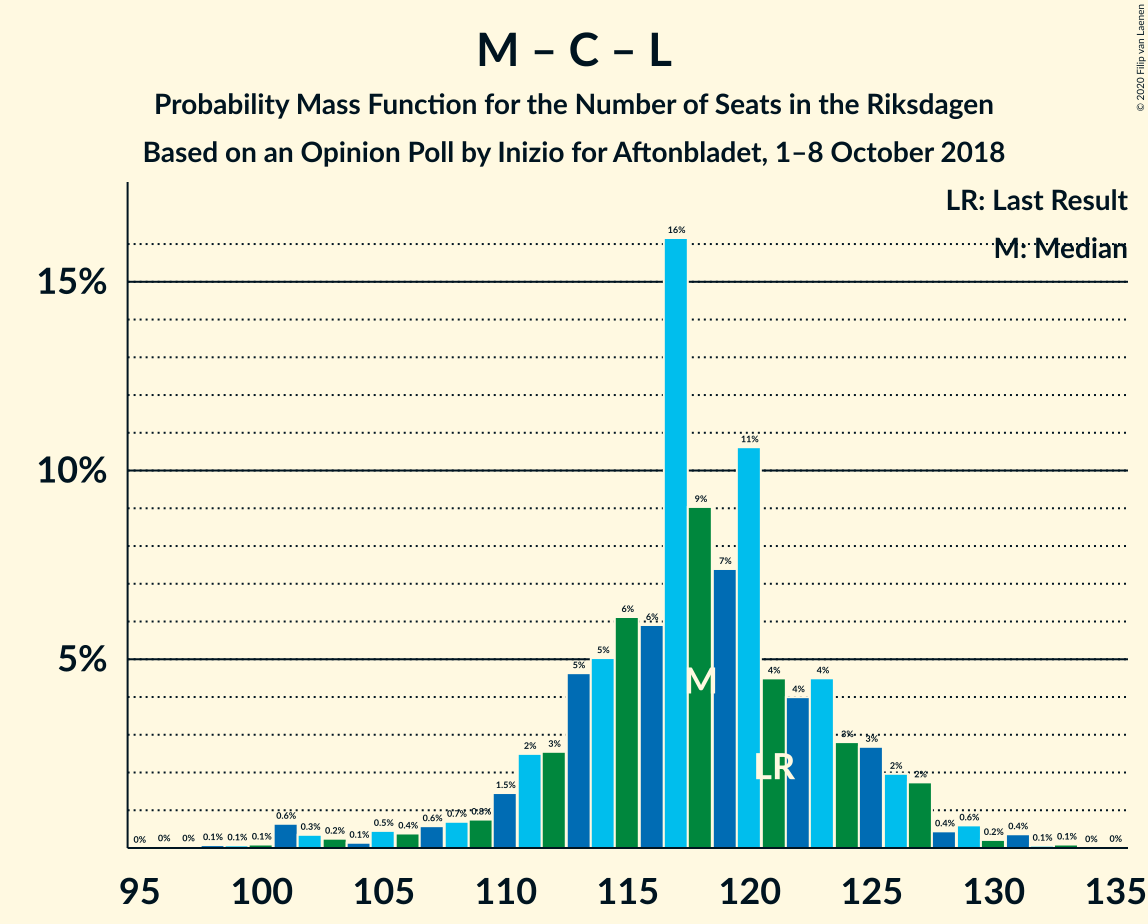 M – C – L
Probability Mass Function for the Number of Seats in the Riksdagen
Based on an Opinion Poll by Inizio for Aftonbladet, 1–8 October 2018
© 2020 Filip van Laenen
LR: Last Result
M: Median
15%
10%
5%
0% 0% 0% 0.1% 0.1% 0.1% 0.6% 0.3% 0.2% 0.1% 0.5% 0.4% 0.6% 0.7% 0.8% 1.5% 2% 3% 5% 5% 6% 6% 16% 9% 7% 11% 4% 4% 4% 3% 3% 2% 2% 0.4% 0.6% 0.2% 0.4% 0.1% 0.1% 0% 0%
M
LR
95 100 105 110 115 120 125 130 135